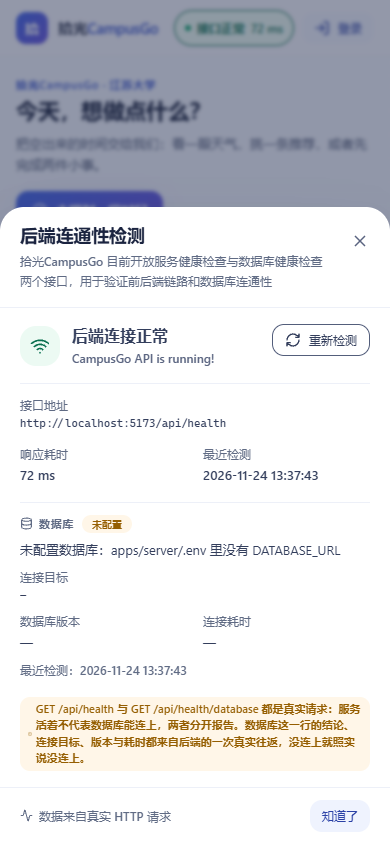 拾光CampusGo
接口正常 72 ms
登录
拾光CampusGo · 江苏大学
今天，想做点什么？
后端连通性检测
拾光CampusGo 目前开放服务健康检查与数据库健康检查
两个接口，用于验证前后端链路和数据库连通性
后端连接正常
CampusGo API is running!
重新检测
接口地址
http://localhost:5173/api/health
响应耗时
最近检测
72 ms
2026-11-24 13:37:43
数据库
未配置
未配置数据库：apps/server/.env 里没有 DATABASE_URL
连接目标
–
数据库版本
连接耗时
—
—
最近检测：2026-11-24 13:37:43
GET /api/health 与 GET /api/health/database 都是真实请求：服务
活着不代表数据库能连上，两者分开报告。数据库这一行的结论、
连接目标、版本与耗时都来自后端的一次真实往返，没连上就照实
说没连上。
数据来自真实 HTTP 请求
知道了